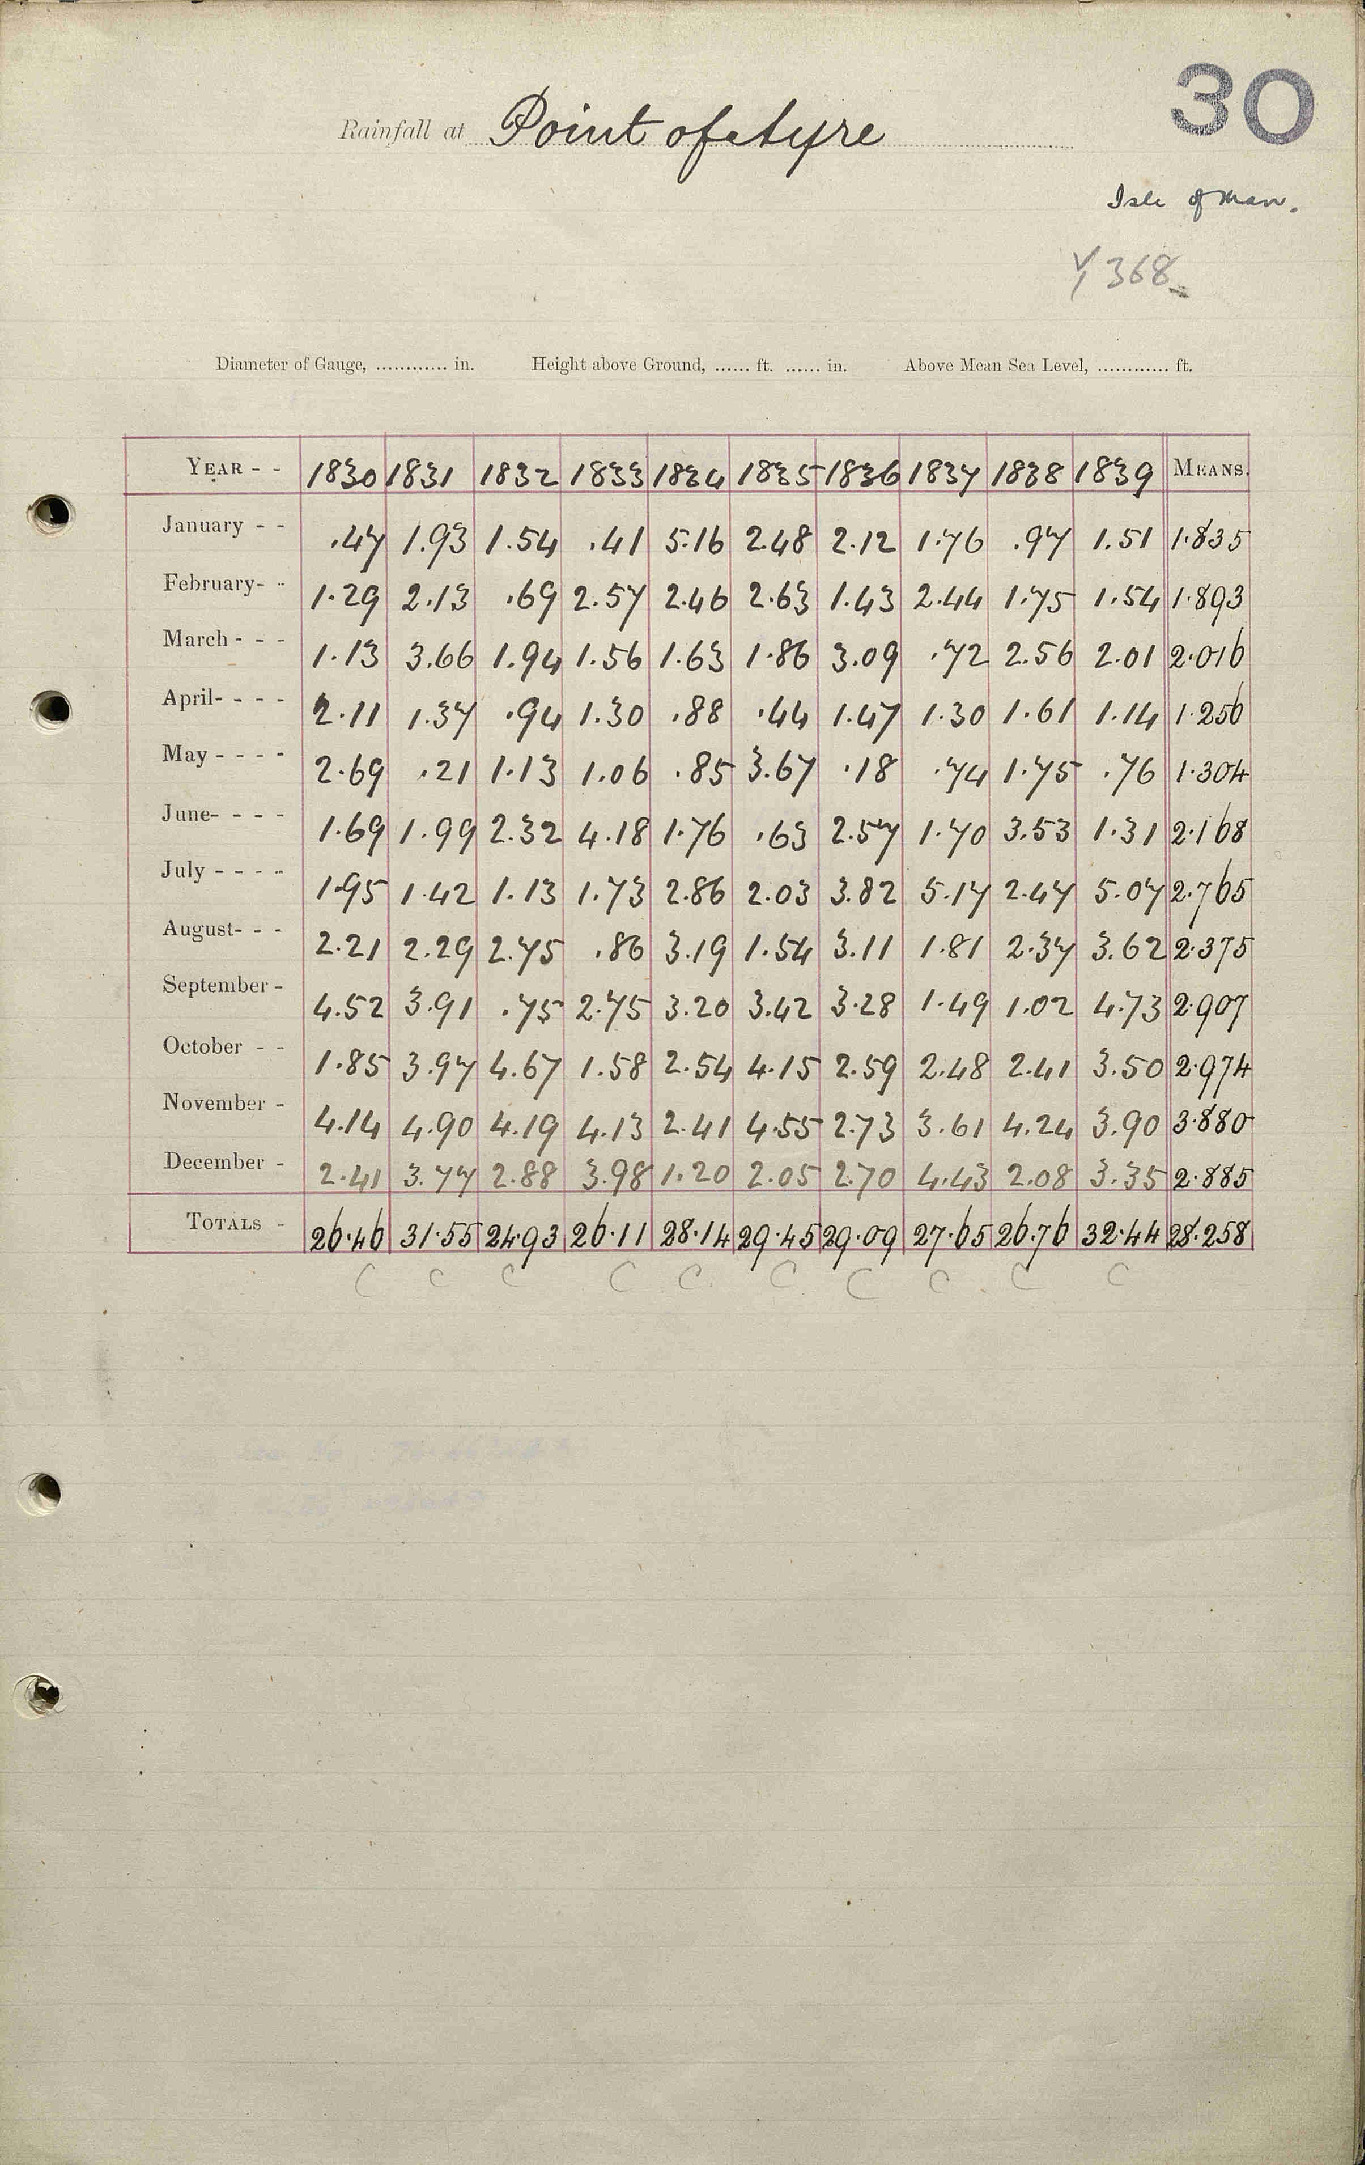 30
Rainfall at Point of Ayre
Isle of Man.
368
Diameter of Gauge, ............ in. Height above Ground, ...... ft. ...... in. Above Mean Sea Level, ............ ft.
YEAR - - 1830 1831 1832 1833 1834 1835 1836 1837 1838 1839 MEANS.
January - - .47 1.93 1.54 .41 5.16 2.48 2.12 1.76 .97 1.51 1.835
February- - 1.29 2.13 .69 2.57 2.46 2.63 1.43 2.44 1.75 1.54 1.893
March - - - 1.13 3.66 1.94 1.56 1.63 1.86 3.09 .72 2.56 2.01 2.016
April- - - - 2.11 1.37 .94 1.30 .88 .44 1.47 1.30 1.61 1.14 1.256
May - - - - 2.69 .21 1.13 1.06 .85 3.67 .18 .74 1.75 .76 1.304
June- - - - 1.69 1.99 2.32 4.18 1.76 .63 2.57 1.70 3.53 1.31 2.168
July - - - - 1.95 1.42 1.13 1.73 2.86 2.03 3.82 5.17 2.47 5.07 2.765
August- - - 2.21 2.29 2.75 .86 3.19 1.54 3.11 1.81 2.37 3.62 2.375
September - 4.52 3.91 .75 2.75 3.20 3.42 3.28 1.49 1.02 4.73 2.907
October - - 1.85 3.97 4.67 1.58 2.54 4.15 2.59 2.48 2.41 3.50 2.974
November - 4.14 4.90 4.19 4.13 2.41 4.55 2.73 3.61 4.24 3.90 3.880
December - 2.41 3.77 2.88 3.98 1.20 2.05 2.70 4.43 2.08 3.35 2.885
TOTALS - 26.46 31.55 24.93 26.11 28.14 29.45 29.09 27.65 26.76 32.44 28.258
C C C C C C C C C C